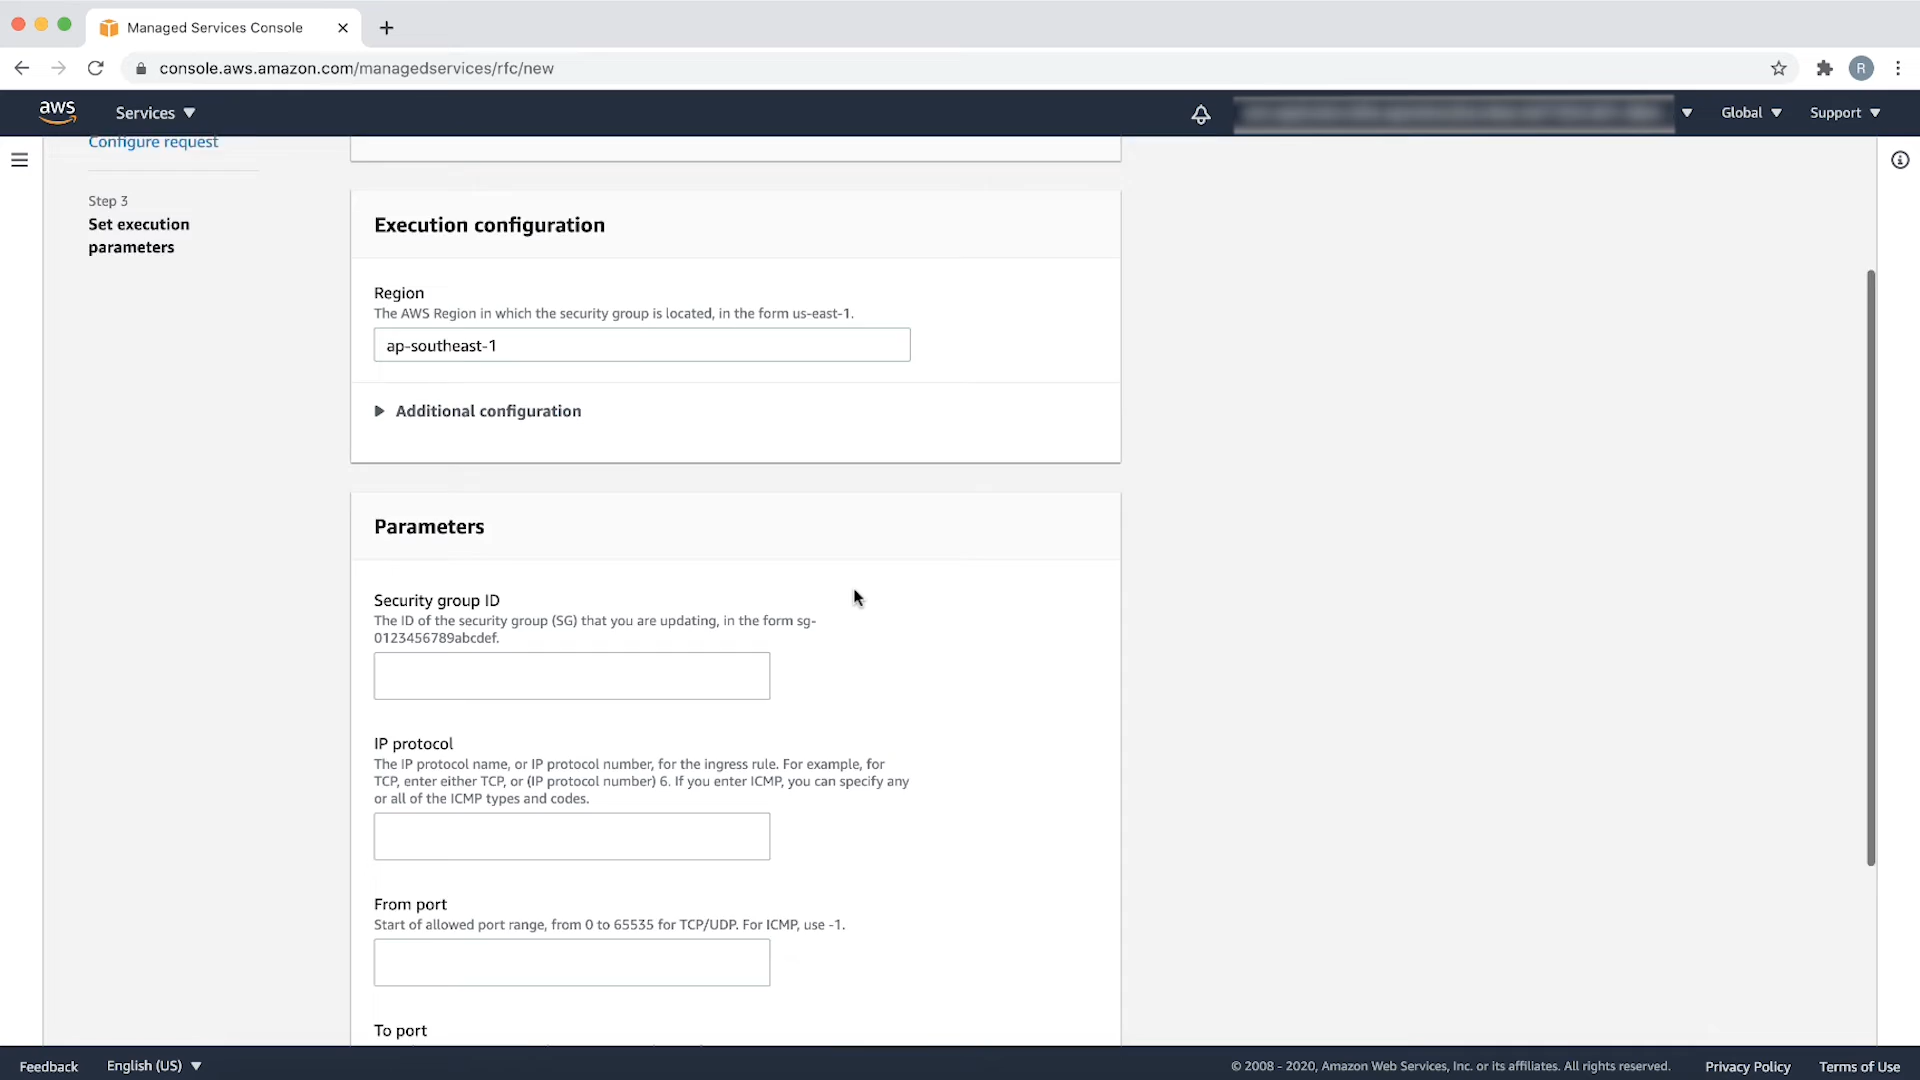 Managed Services Console
console.aws.amazon.com/managedservices/rfc/new
R
aws
Services
Global
Support
Configure request
Step 3
Set execution
parameters
Execution configuration
Region
The AWS Region in which the security group is located, in the form us-east-1.
ap-southeast-1
Additional configuration
Parameters
Security group ID
The ID of the security group (SG) that you are updating, in the form sg-
0123456789abcdef.
IP protocol
The IP protocol name, or IP protocol number, for the ingress rule. For example, for
TCP, enter either TCP, or (IP protocol number) 6. If you enter ICMP, you can specify any
or all of the ICMP types and codes.
From port
Start of allowed port range, from 0 to 65535 for TCP/UDP. For ICMP, use -1.
To port
Feedback
English (US)
© 2008 - 2020, Amazon Web Services, Inc. or its affiliates. All rights reserved.
Privacy Policy
Terms of Use